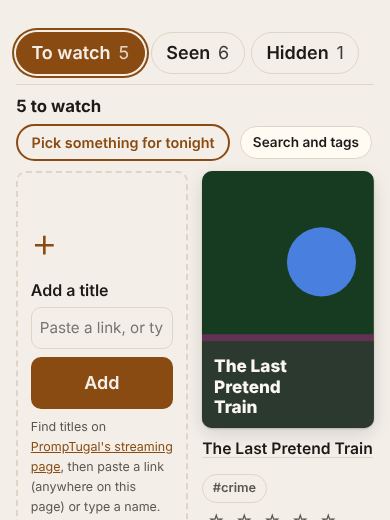 To watch 5 Seen 6 Hidden 1
5 to watch
Pick something for tonight Search and tags
+
Add a title
Paste a link, or ty
Add
Find titles on
PrompTugal's streaming
page, then paste a link
(anywhere on this
page) or type a name.
The Last
Pretend
Train
The Last Pretend Train
#crime